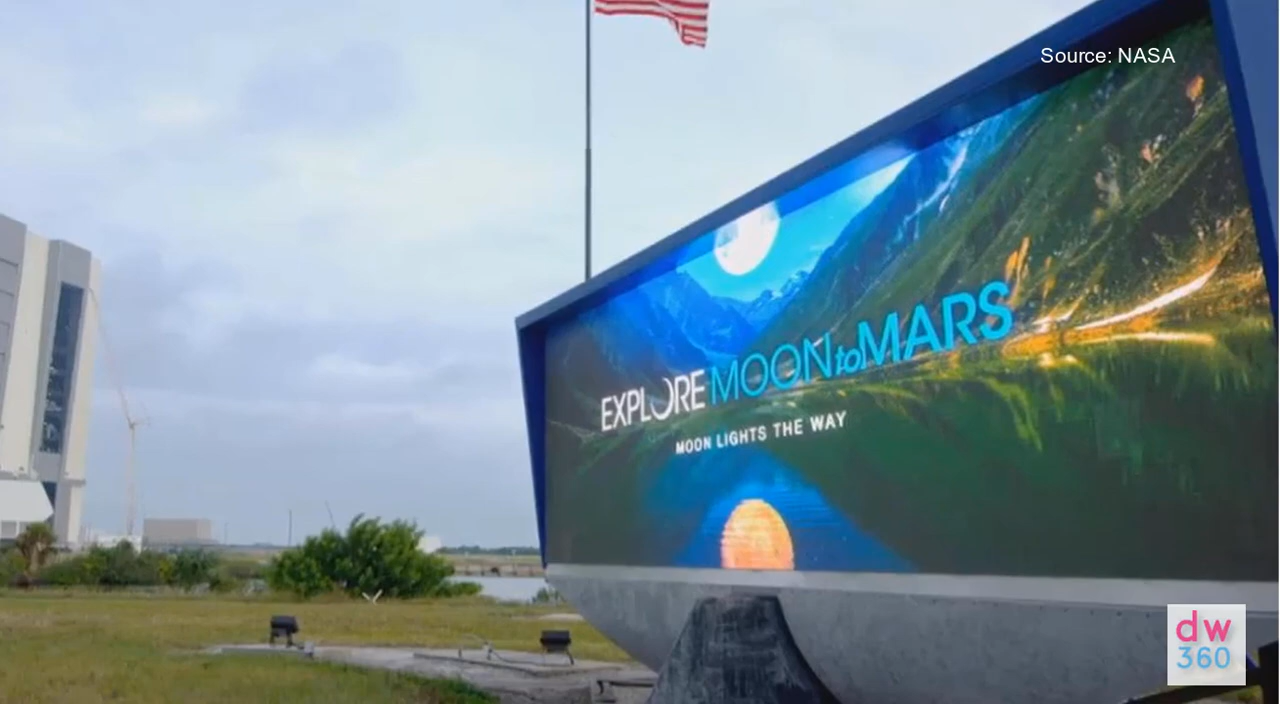 Source: NASA
EXPLORE MOON to MARS
MOON LIGHTS THE WAY
dw
360